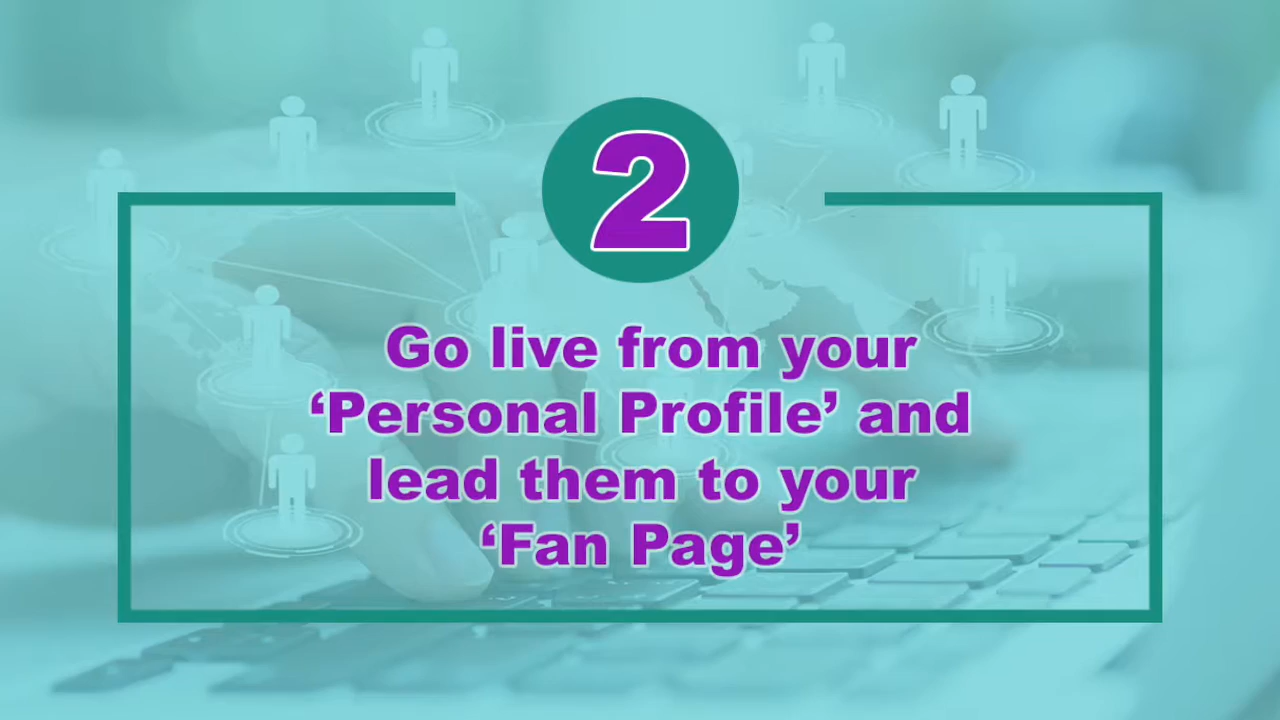 2
Go live from your
‘Personal Profile’ and
lead them to your
‘Fan Page’